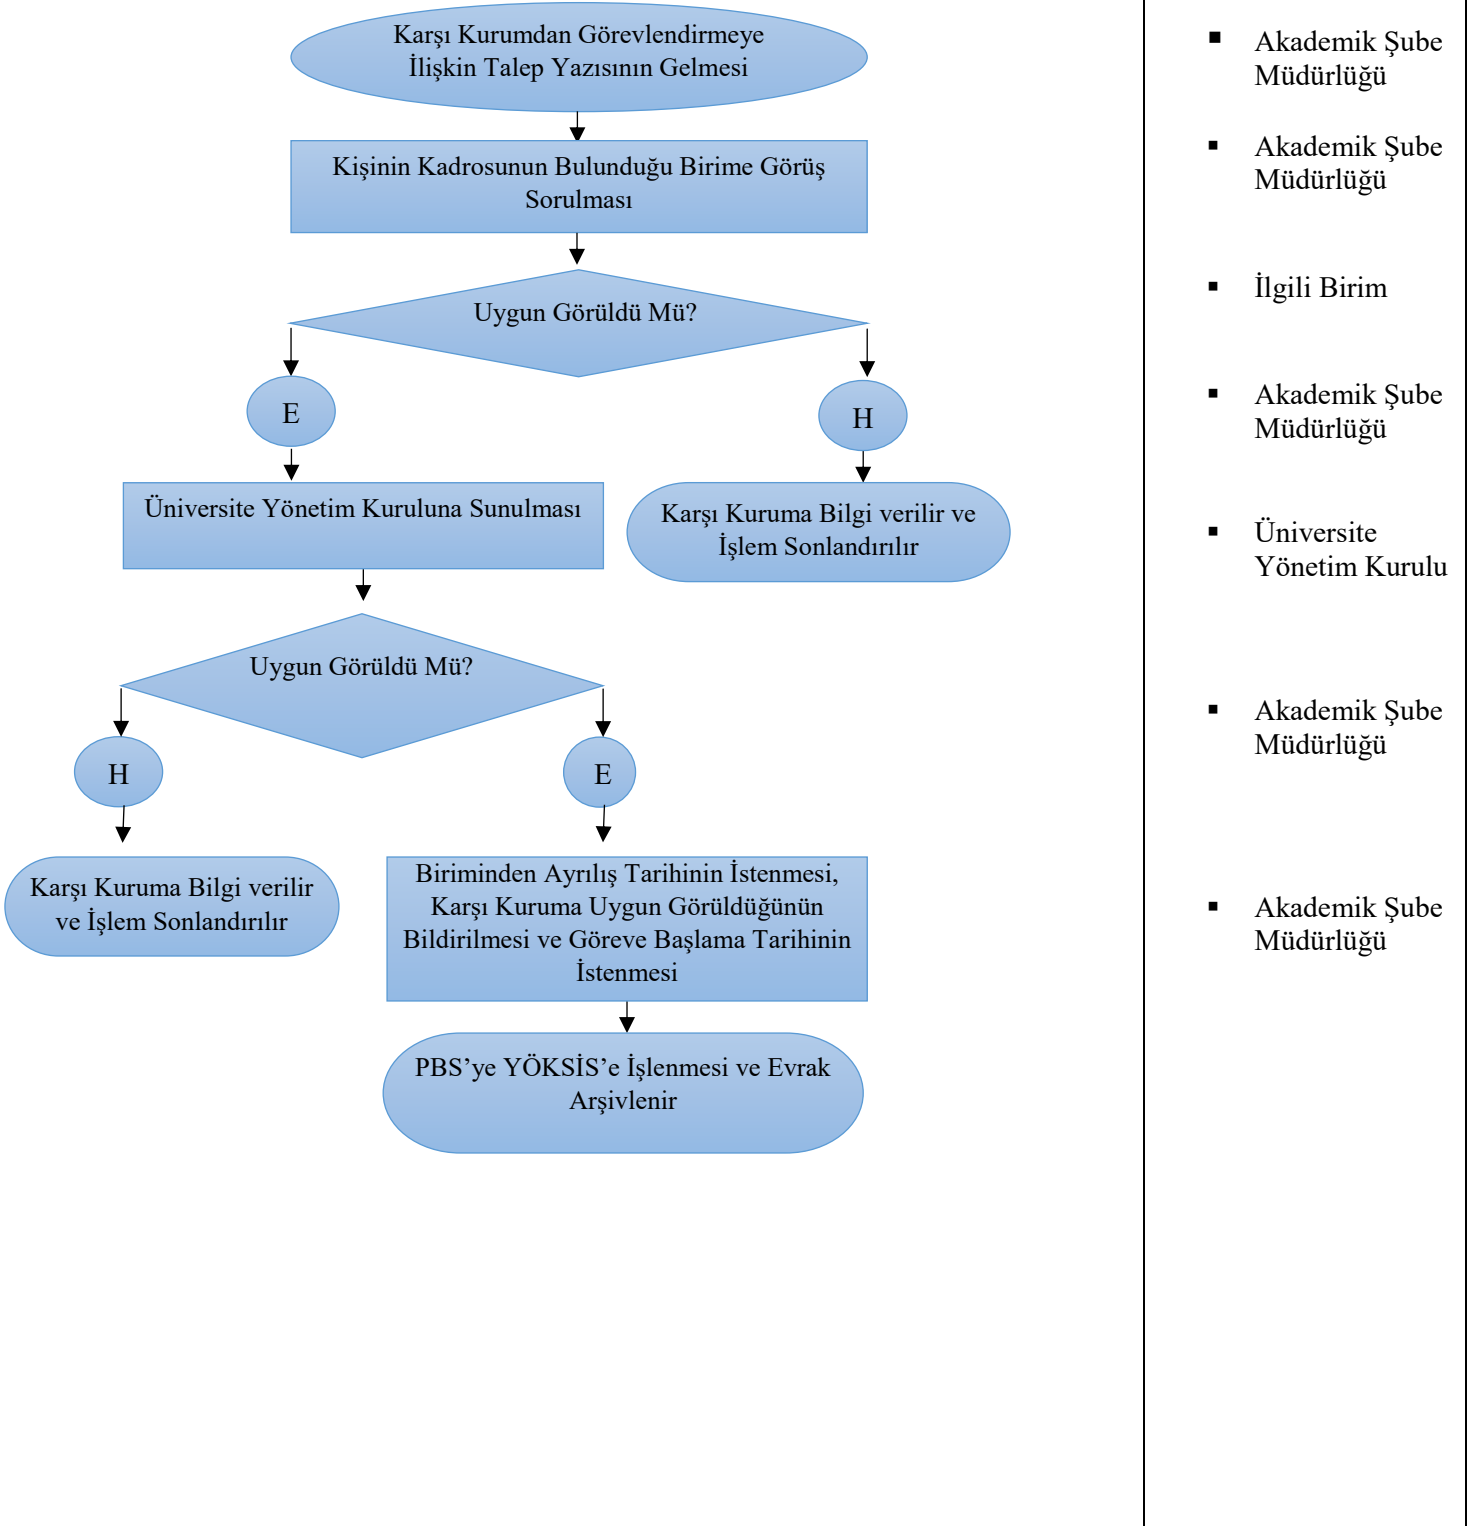 Karşı Kurumdan Görevlendirmeye
İlişkin Talep Yazısının Gelmesi
Kişinin Kadrosunun Bulunduğu Birime Görüş
Sorulması
Uygun Görüldü Mü?
E
H
Üniversite Yönetim Kuruluna Sunulması
Karşı Kuruma Bilgi verilir ve
İşlem Sonlandırılır
Uygun Görüldü Mü?
H
E
Karşı Kuruma Bilgi verilir
ve İşlem Sonlandırılır
Biriminden Ayrılış Tarihinin İstenmesi,
Karşı Kuruma Uygun Görüldüğünün
Bildirilmesi ve Göreve Başlama Tarihinin
İstenmesi
PBS’ye YÖKSİS’e İşlenmesi ve Evrak
Arşivlenir
▪ Akademik Şube
Müdürlüğü
▪ Akademik Şube
Müdürlüğü
▪ İlgili Birim
▪ Akademik Şube
Müdürlüğü
▪ Üniversite
Yönetim Kurulu
▪ Akademik Şube
Müdürlüğü
▪ Akademik Şube
Müdürlüğü